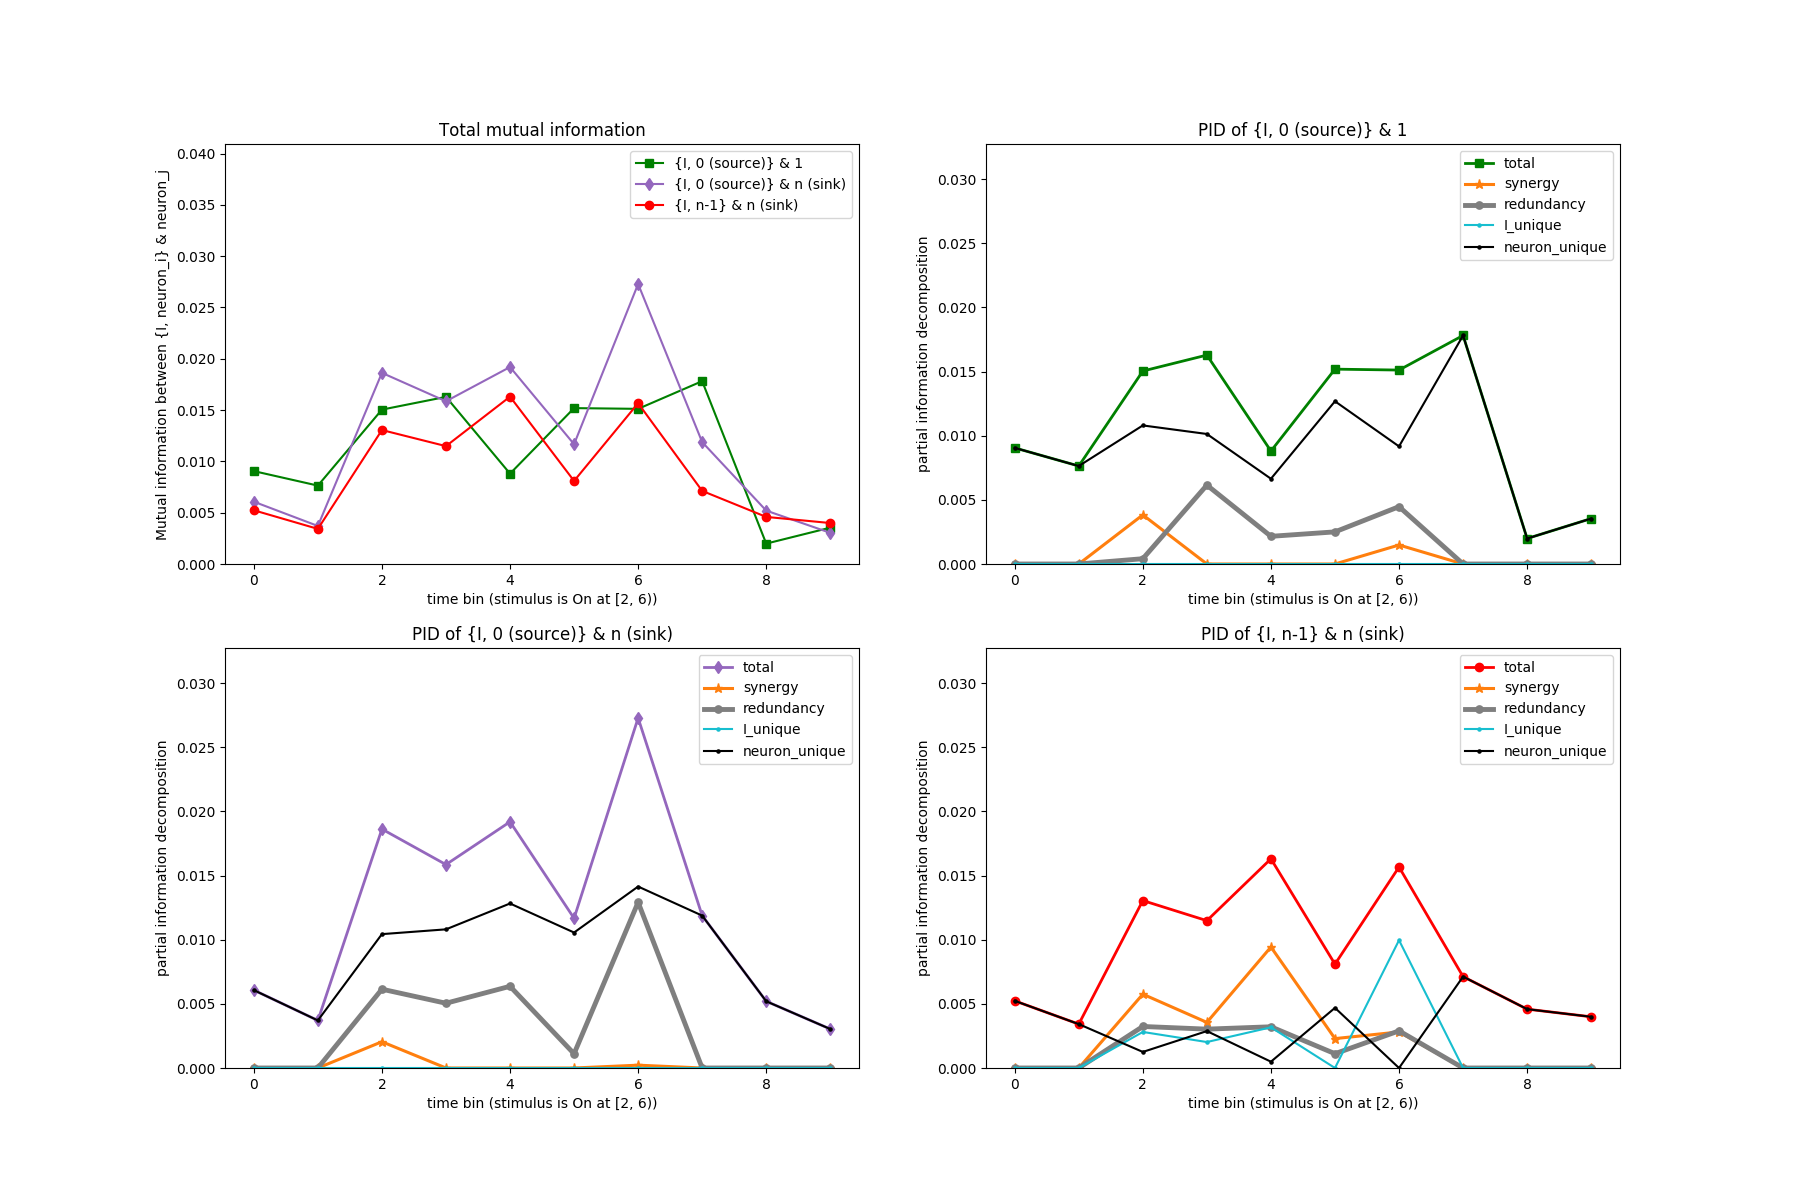 Total mutual information
Mutual information between {I, neuron_i} & neuron_j
0.040
0.035
0.030
0.025
0.020
0.015
0.010
0.005
0.000
{I, 0 (source)} & 1
{I, 0 (source)} & n (sink)
{I, n-1} & n (sink)
0 2 4 6 8
time bin (stimulus is On at [2, 6))
PID of {I, 0 (source)} & 1
partial information decomposition
0.030
0.025
0.020
0.015
0.010
0.005
0.000
total
synergy
redundancy
I_unique
neuron_unique
0 2 4 6 8
time bin (stimulus is On at [2, 6))
PID of {I, 0 (source)} & n (sink)
partial information decomposition
0.030
0.025
0.020
0.015
0.010
0.005
0.000
total
synergy
redundancy
I_unique
neuron_unique
0 2 4 6 8
time bin (stimulus is On at [2, 6))
PID of {I, n-1} & n (sink)
partial information decomposition
0.030
0.025
0.020
0.015
0.010
0.005
0.000
total
synergy
redundancy
I_unique
neuron_unique
0 2 4 6 8
time bin (stimulus is On at [2, 6))